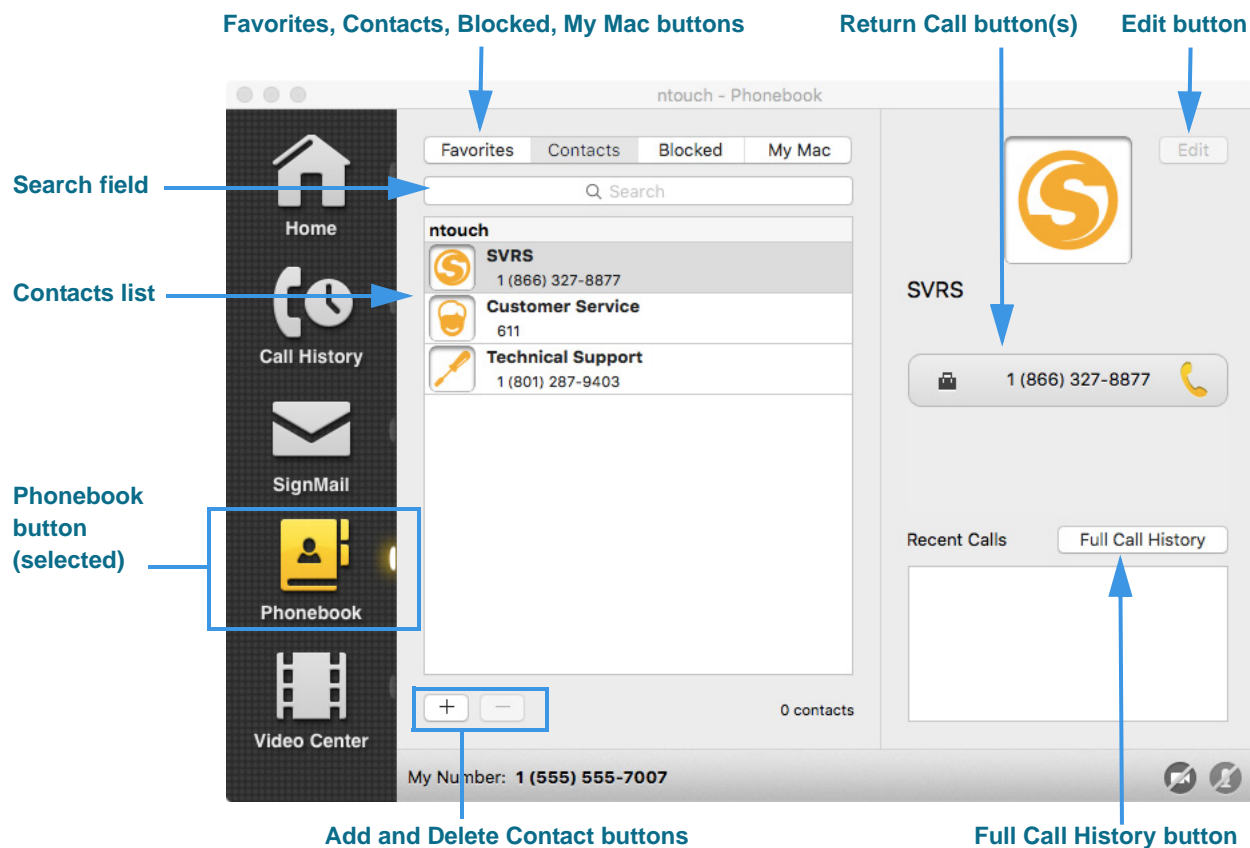 Favorites, Contacts, Blocked, My Mac buttons
Return Call button(s)
Edit button
ntouch - Phonebook
Favorites
Contacts
Blocked
My Mac
Edit
Search field
Search
Home
ntouch
SVRS
1 (866) 327-8877
Contacts list
SVRS
Customer Service
611
Call History
Technical Support
1 (801) 287-9403
1 (866) 327-8877
SignMail
Phonebook
button
(selected)
Recent Calls
Full Call History
Phonebook
+
−
0 contacts
Video Center
My Number: 1 (555) 555-7007
Add and Delete Contact buttons
Full Call History button